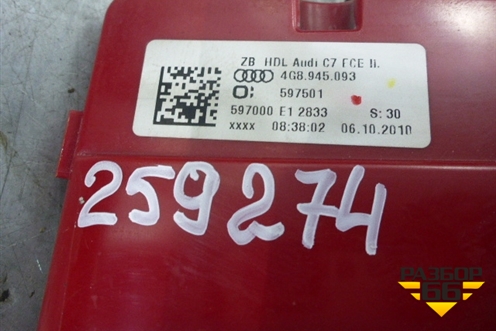 ZB HDL Audi C7 FCE li.
4G8.945.093
597501
597000 E1 2833 S: 30
xxxx 08:38:02 06.10.2010
259274
РАЗБОР
66